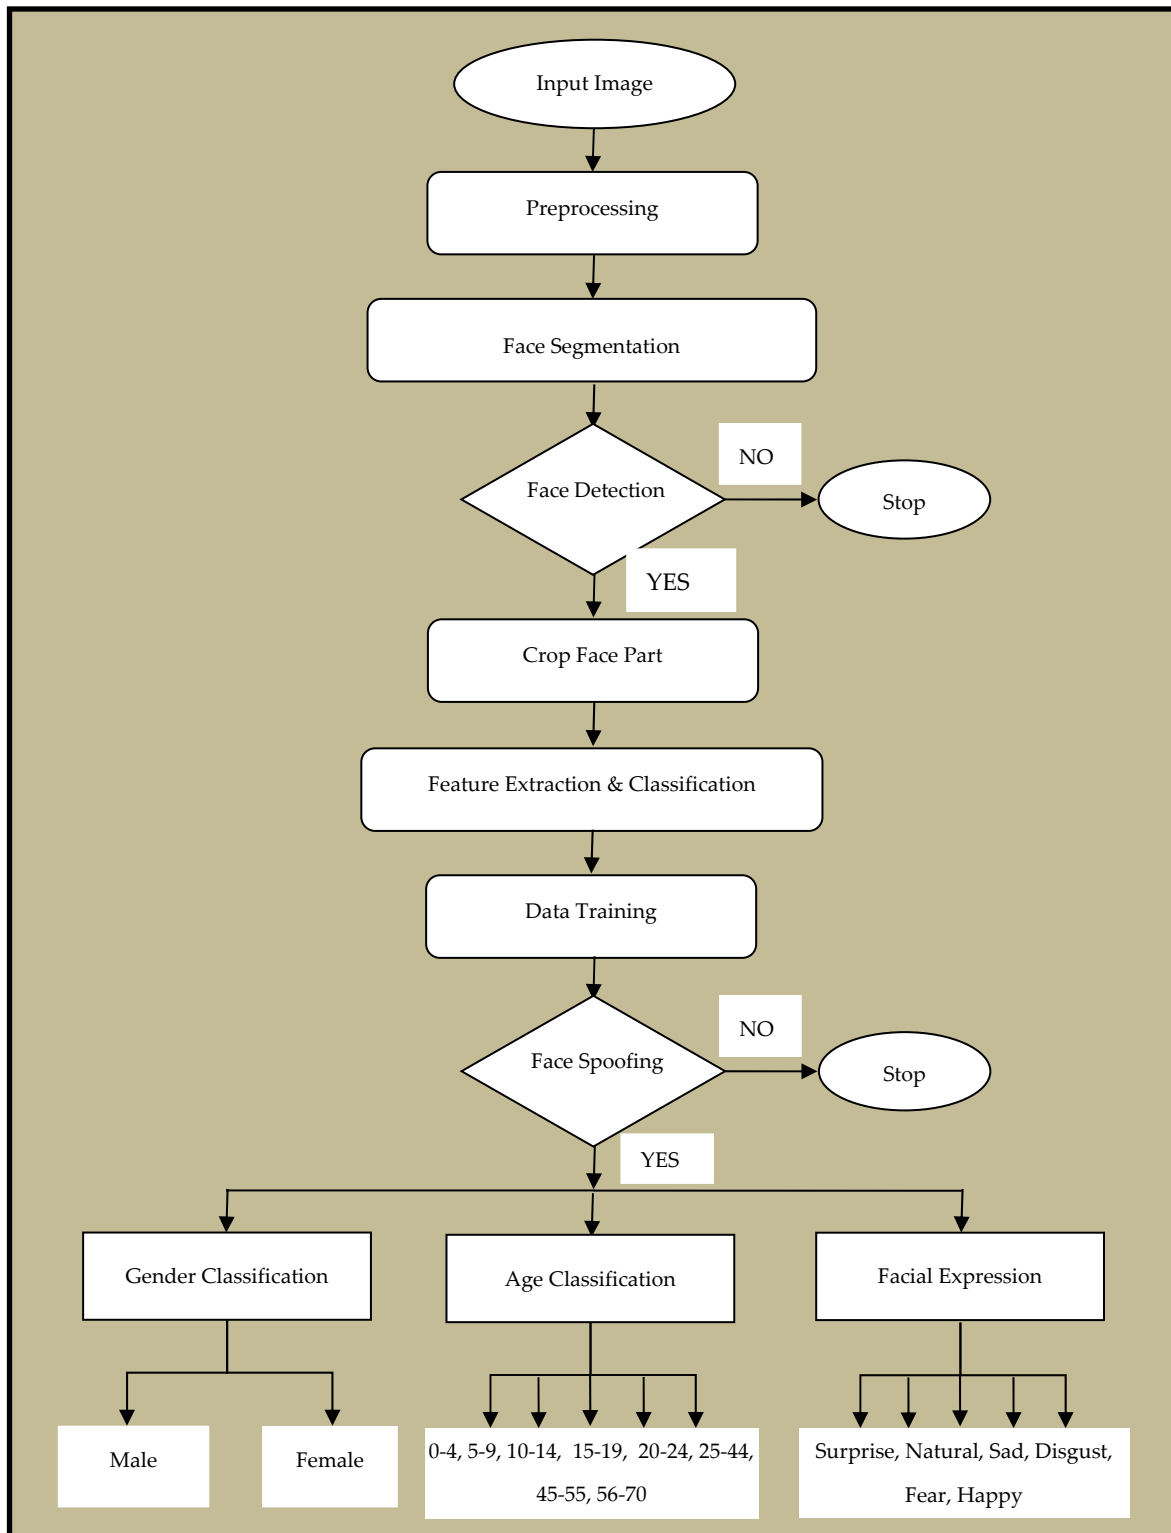 Input Image
Preprocessing
Face Segmentation
Face Detection
NO
Stop
YES
Crop Face Part
Feature Extraction & Classification
Data Training
Face Spoofing
NO
Stop
YES
Gender Classification
Age Classification
Facial Expression
Male
Female
0-4, 5-9, 10-14, 15-19, 20-24, 25-44,
45-55, 56-70
Surprise, Natural, Sad, Disgust,
Fear, Happy